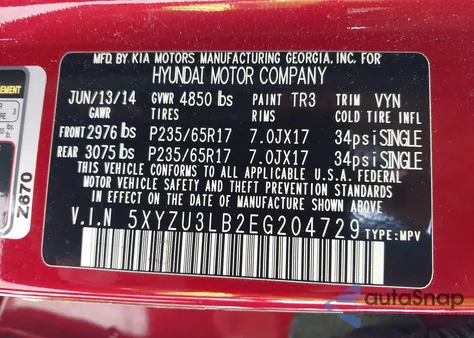 MFD. BY KIA MOTORS MANUFACTURING GEORGIA, INC. FOR
HYUNDAI MOTOR COMPANY
JUN/13/14 GVWR 4850 lbs PAINT TR3 TRIM VYN
GAWR TIRES RIMS COLD TIRE INFL
FRONT 2976 lbs P235/65R17 7.0JX17 34psi SINGLE
REAR 3075 lbs P235/65R17 7.0JX17 34psi SINGLE
THIS VEHICLE CONFORMS TO ALL APPLICABLE U.S.A. FEDERAL
MOTOR VEHICLE SAFETY AND THEFT PREVENTION STANDARDS
IN EFFECT ON THE DATE OF MANUFACTURE SHOWN ABOVE
V.I.N 5XYZU3LB2EG204729 TYPE: MPV
Z670
autoSnap